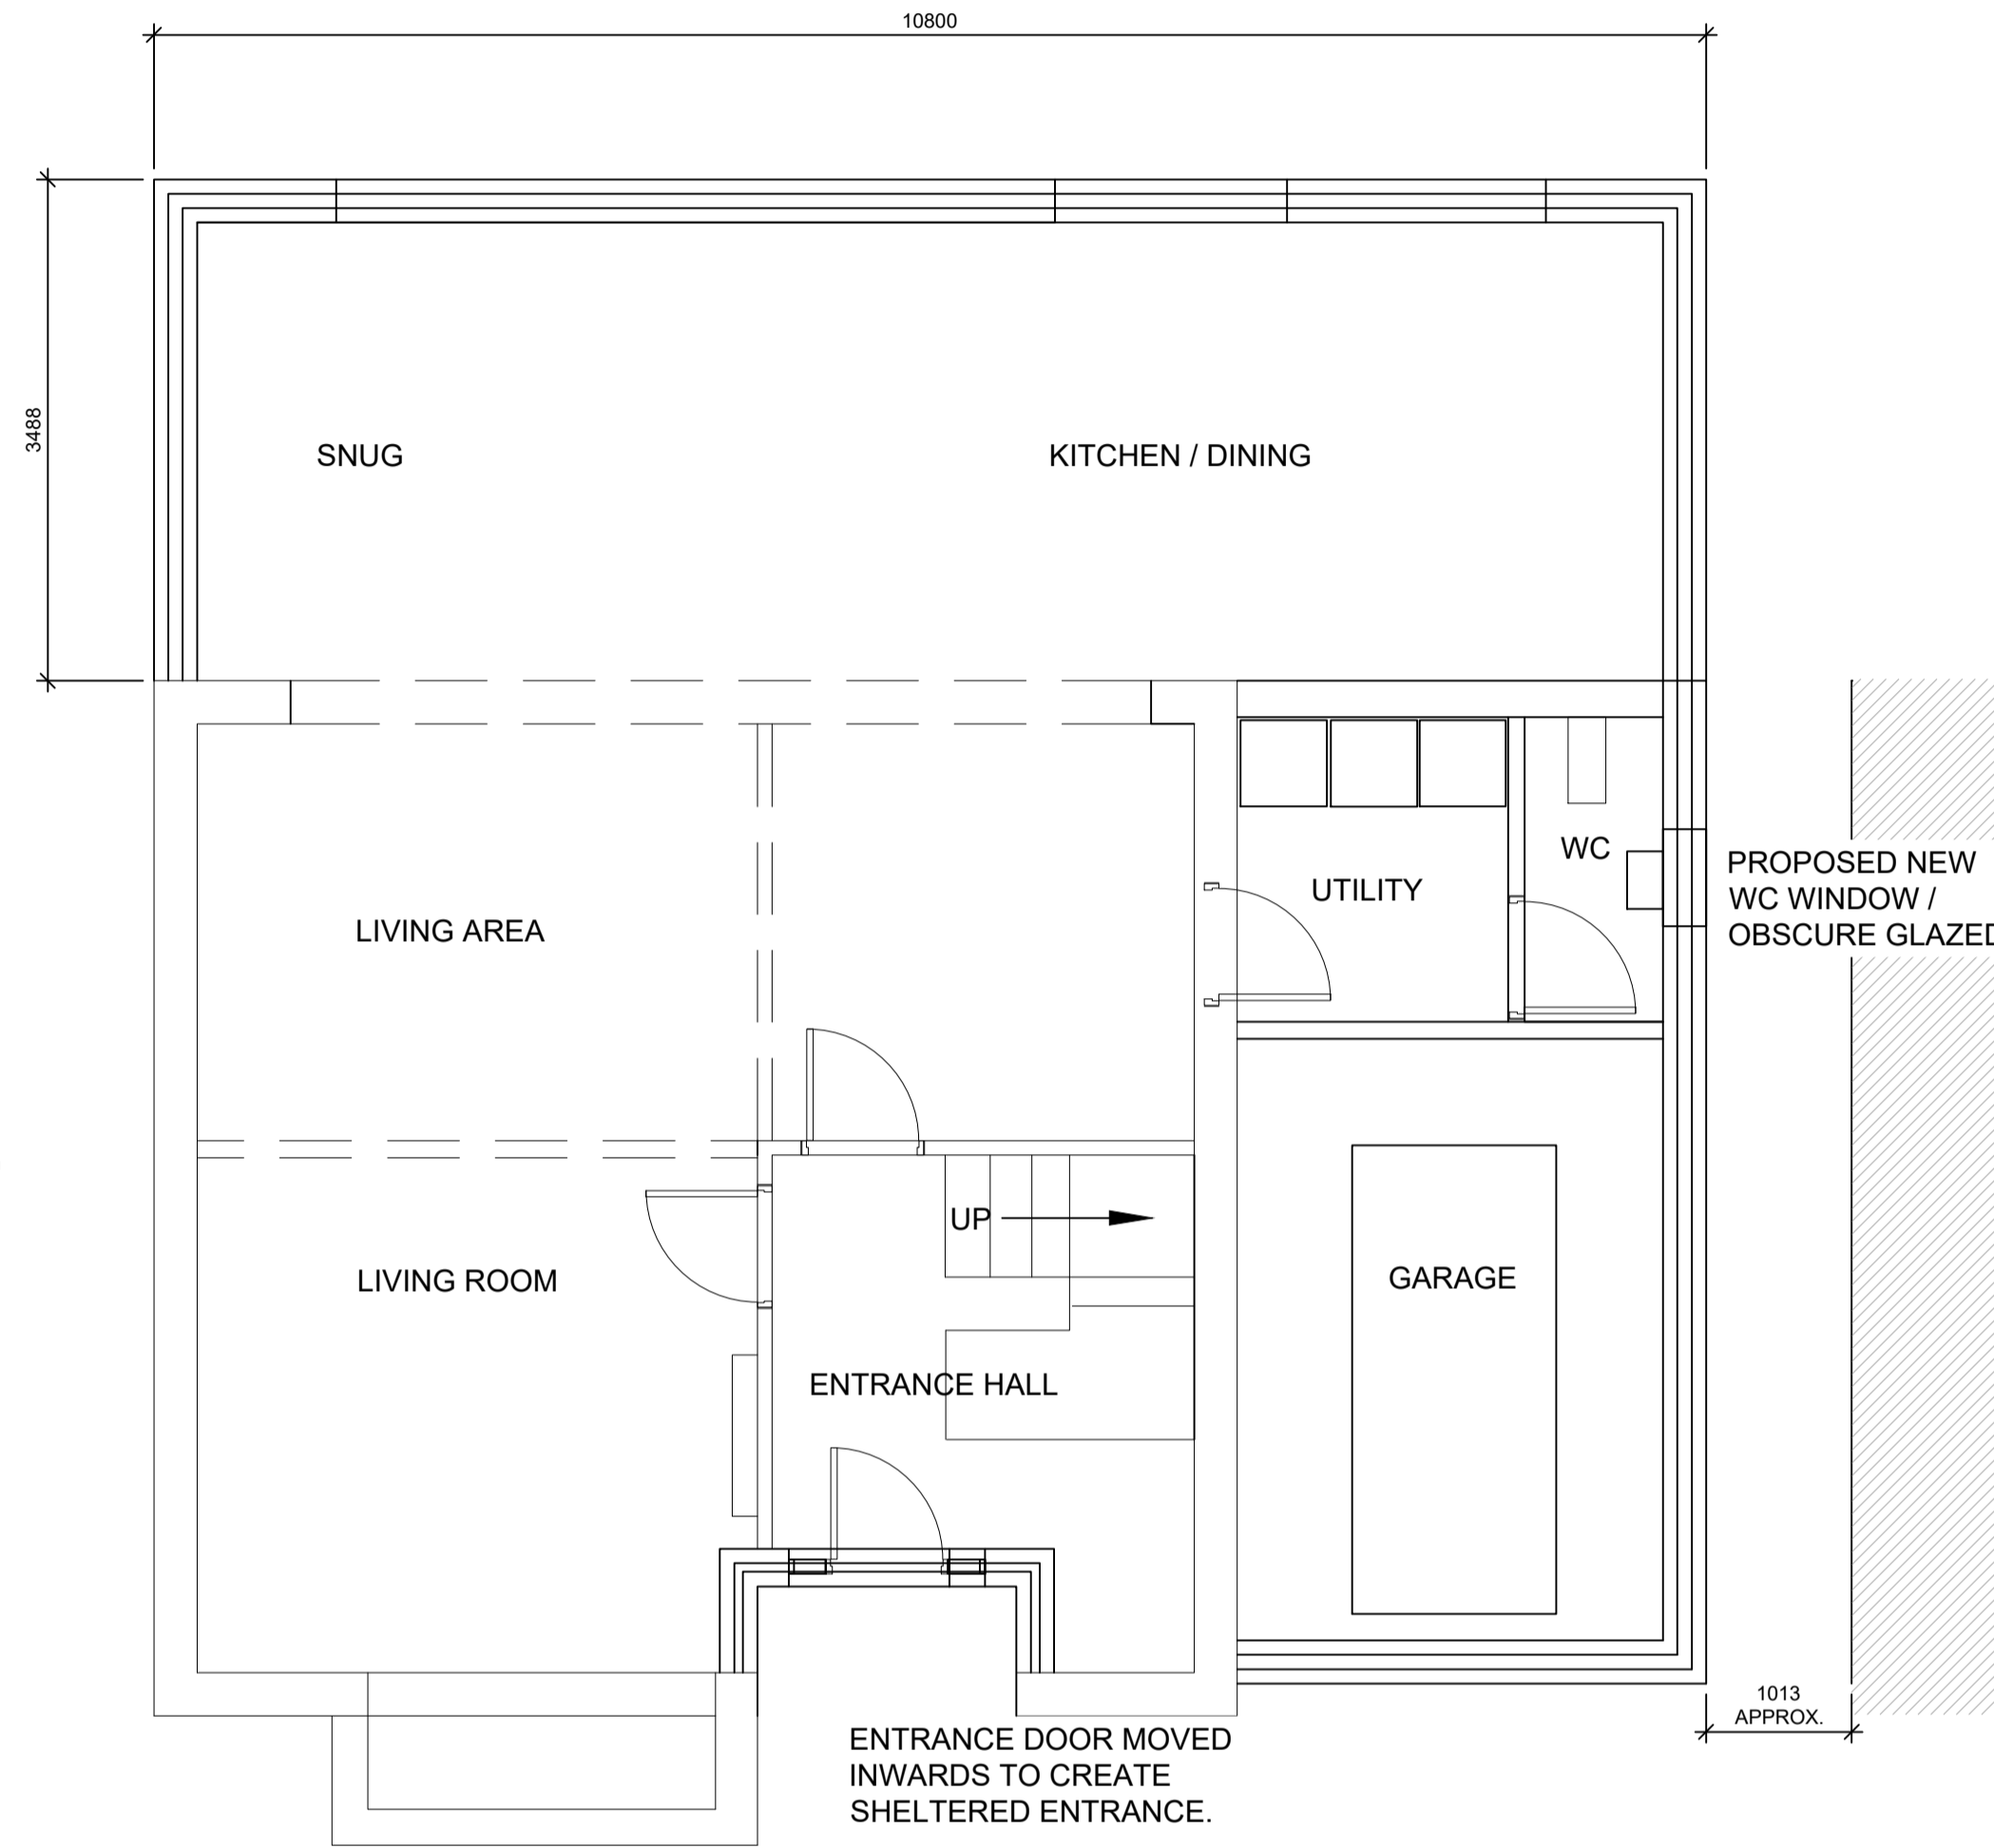 10800
3488
SNUG
KITCHEN / DINING
WC
UTILITY
PROPOSED NEW
WC WINDOW /
OBSCURE GLAZED
LIVING AREA
UP
LIVING ROOM
GARAGE
ENTRANCE HALL
1013
APPROX.
ENTRANCE DOOR MOVED
INWARDS TO CREATE
SHELTERED ENTRANCE.